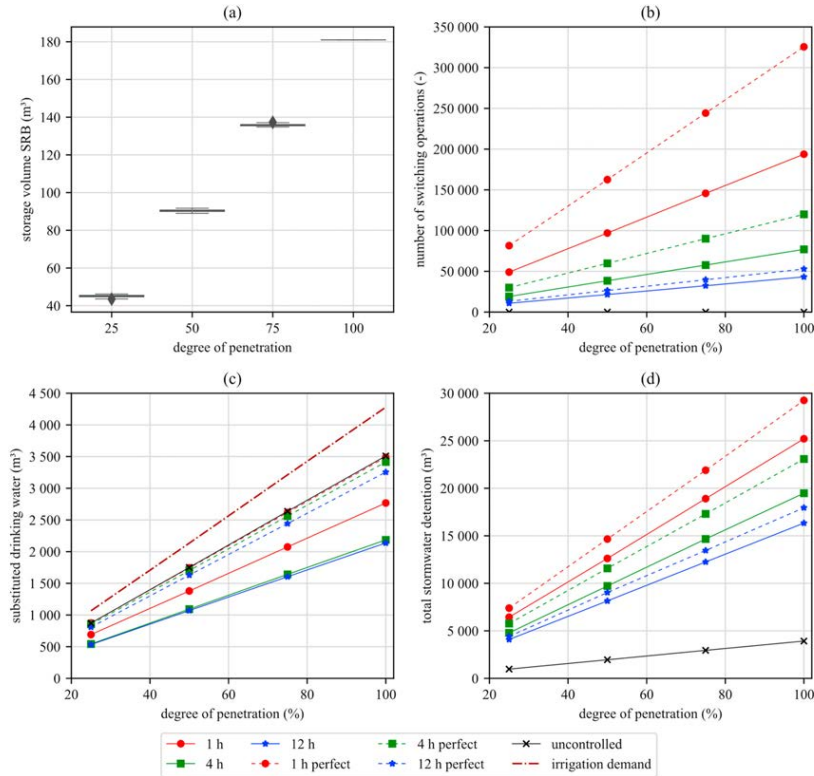 (a)
180
160
140
120
100
80
60
40
storage volume SRB (m³)
25
50
75
100
degree of penetration
(b)
350 000
300 000
250 000
200 000
150 000
100 000
50 000
0
number of switching operations (-)
20
40
60
80
100
degree of penetration (%)
(c)
4 500
4 000
3 500
3 000
2 500
2 000
1 500
1 000
500
0
substituted drinking water (m³)
20
40
60
80
100
degree of penetration (%)
(d)
30 000
25 000
20 000
15 000
10 000
5 000
0
total stormwater detention (m³)
20
40
60
80
100
degree of penetration (%)
1 h
12 h
4 h perfect
uncontrolled
4 h
1 h perfect
12 h perfect
irrigation demand